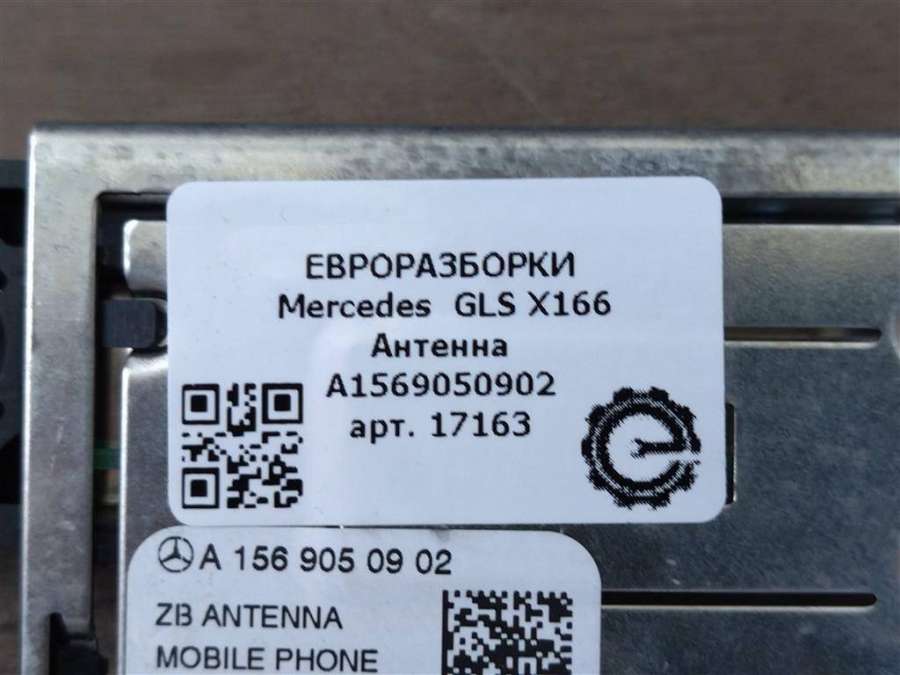 ЕВРОРАЗБОРКИ
Mercedes GLS X166
Антенна
A1569050902
арт. 17163
A 156 905 09 02
ZB ANTENNA
MOBILE PHONE